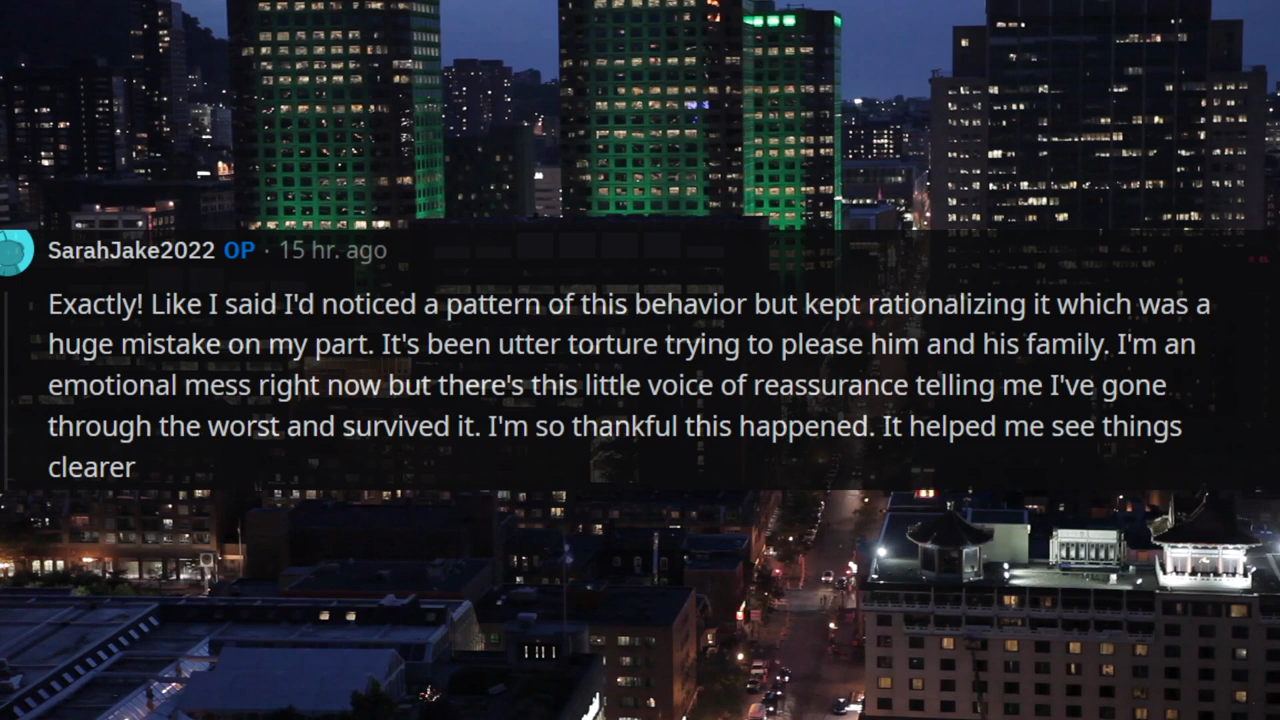 SarahJake2022 OP · 15 hr. ago
Exactly! Like I said I'd noticed a pattern of this behavior but kept rationalizing it which was a
huge mistake on my part. It's been utter torture trying to please him and his family. I'm an
emotional mess right now but there's this little voice of reassurance telling me I've gone
through the worst and survived it. I'm so thankful this happened. It helped me see things
clearer